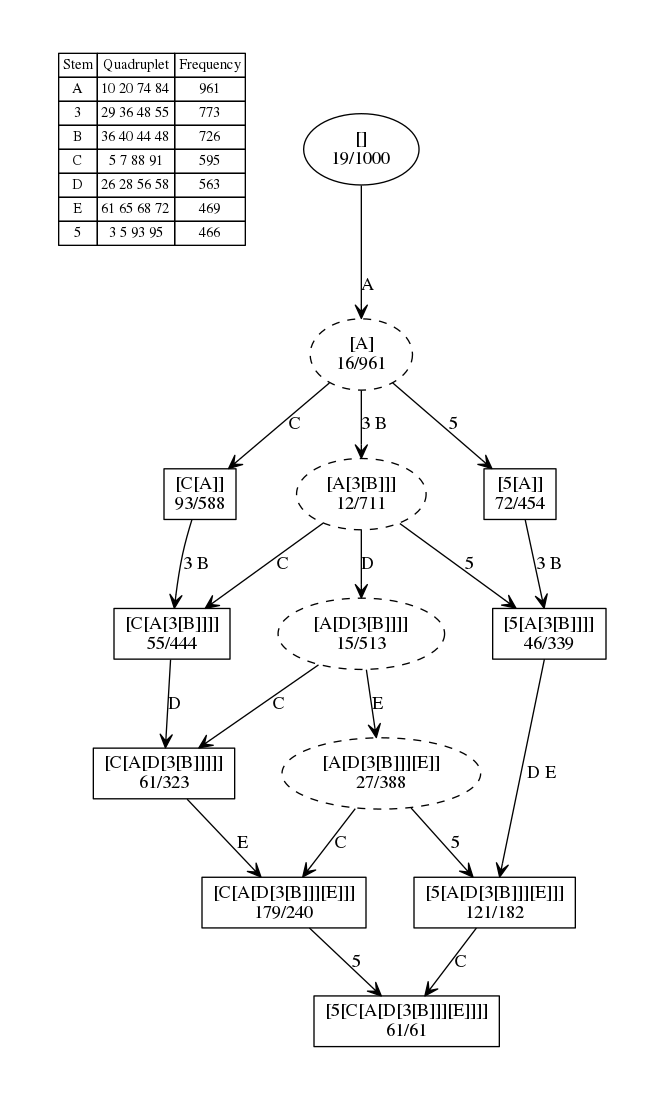 Stem Quadruplet Frequency
A 10 20 74 84 961
3 29 36 48 55 773
B 36 40 44 48 726
C 5 7 88 91 595
D 26 28 56 58 563
E 61 65 68 72 469
5 3 5 93 95 466
[]
19/1000
A
[A]
16/961
C
3 B
5
[C[A]]
93/588
[A[3[B]]]
12/711
[5[A]]
72/454
3 B
C
D
5
3 B
[C[A[3[B]]]]
55/444
[A[D[3[B]]]]
15/513
[5[A[3[B]]]]
46/339
D
C
E
D E
[C[A[D[3[B]]]]]
61/323
[A[D[3[B]]][E]]
27/388
E
C
5
[C[A[D[3[B]]][E]]]
179/240
[5[A[D[3[B]]][E]]]
121/182
5
C
[5[C[A[D[3[B]]][E]]]]
61/61